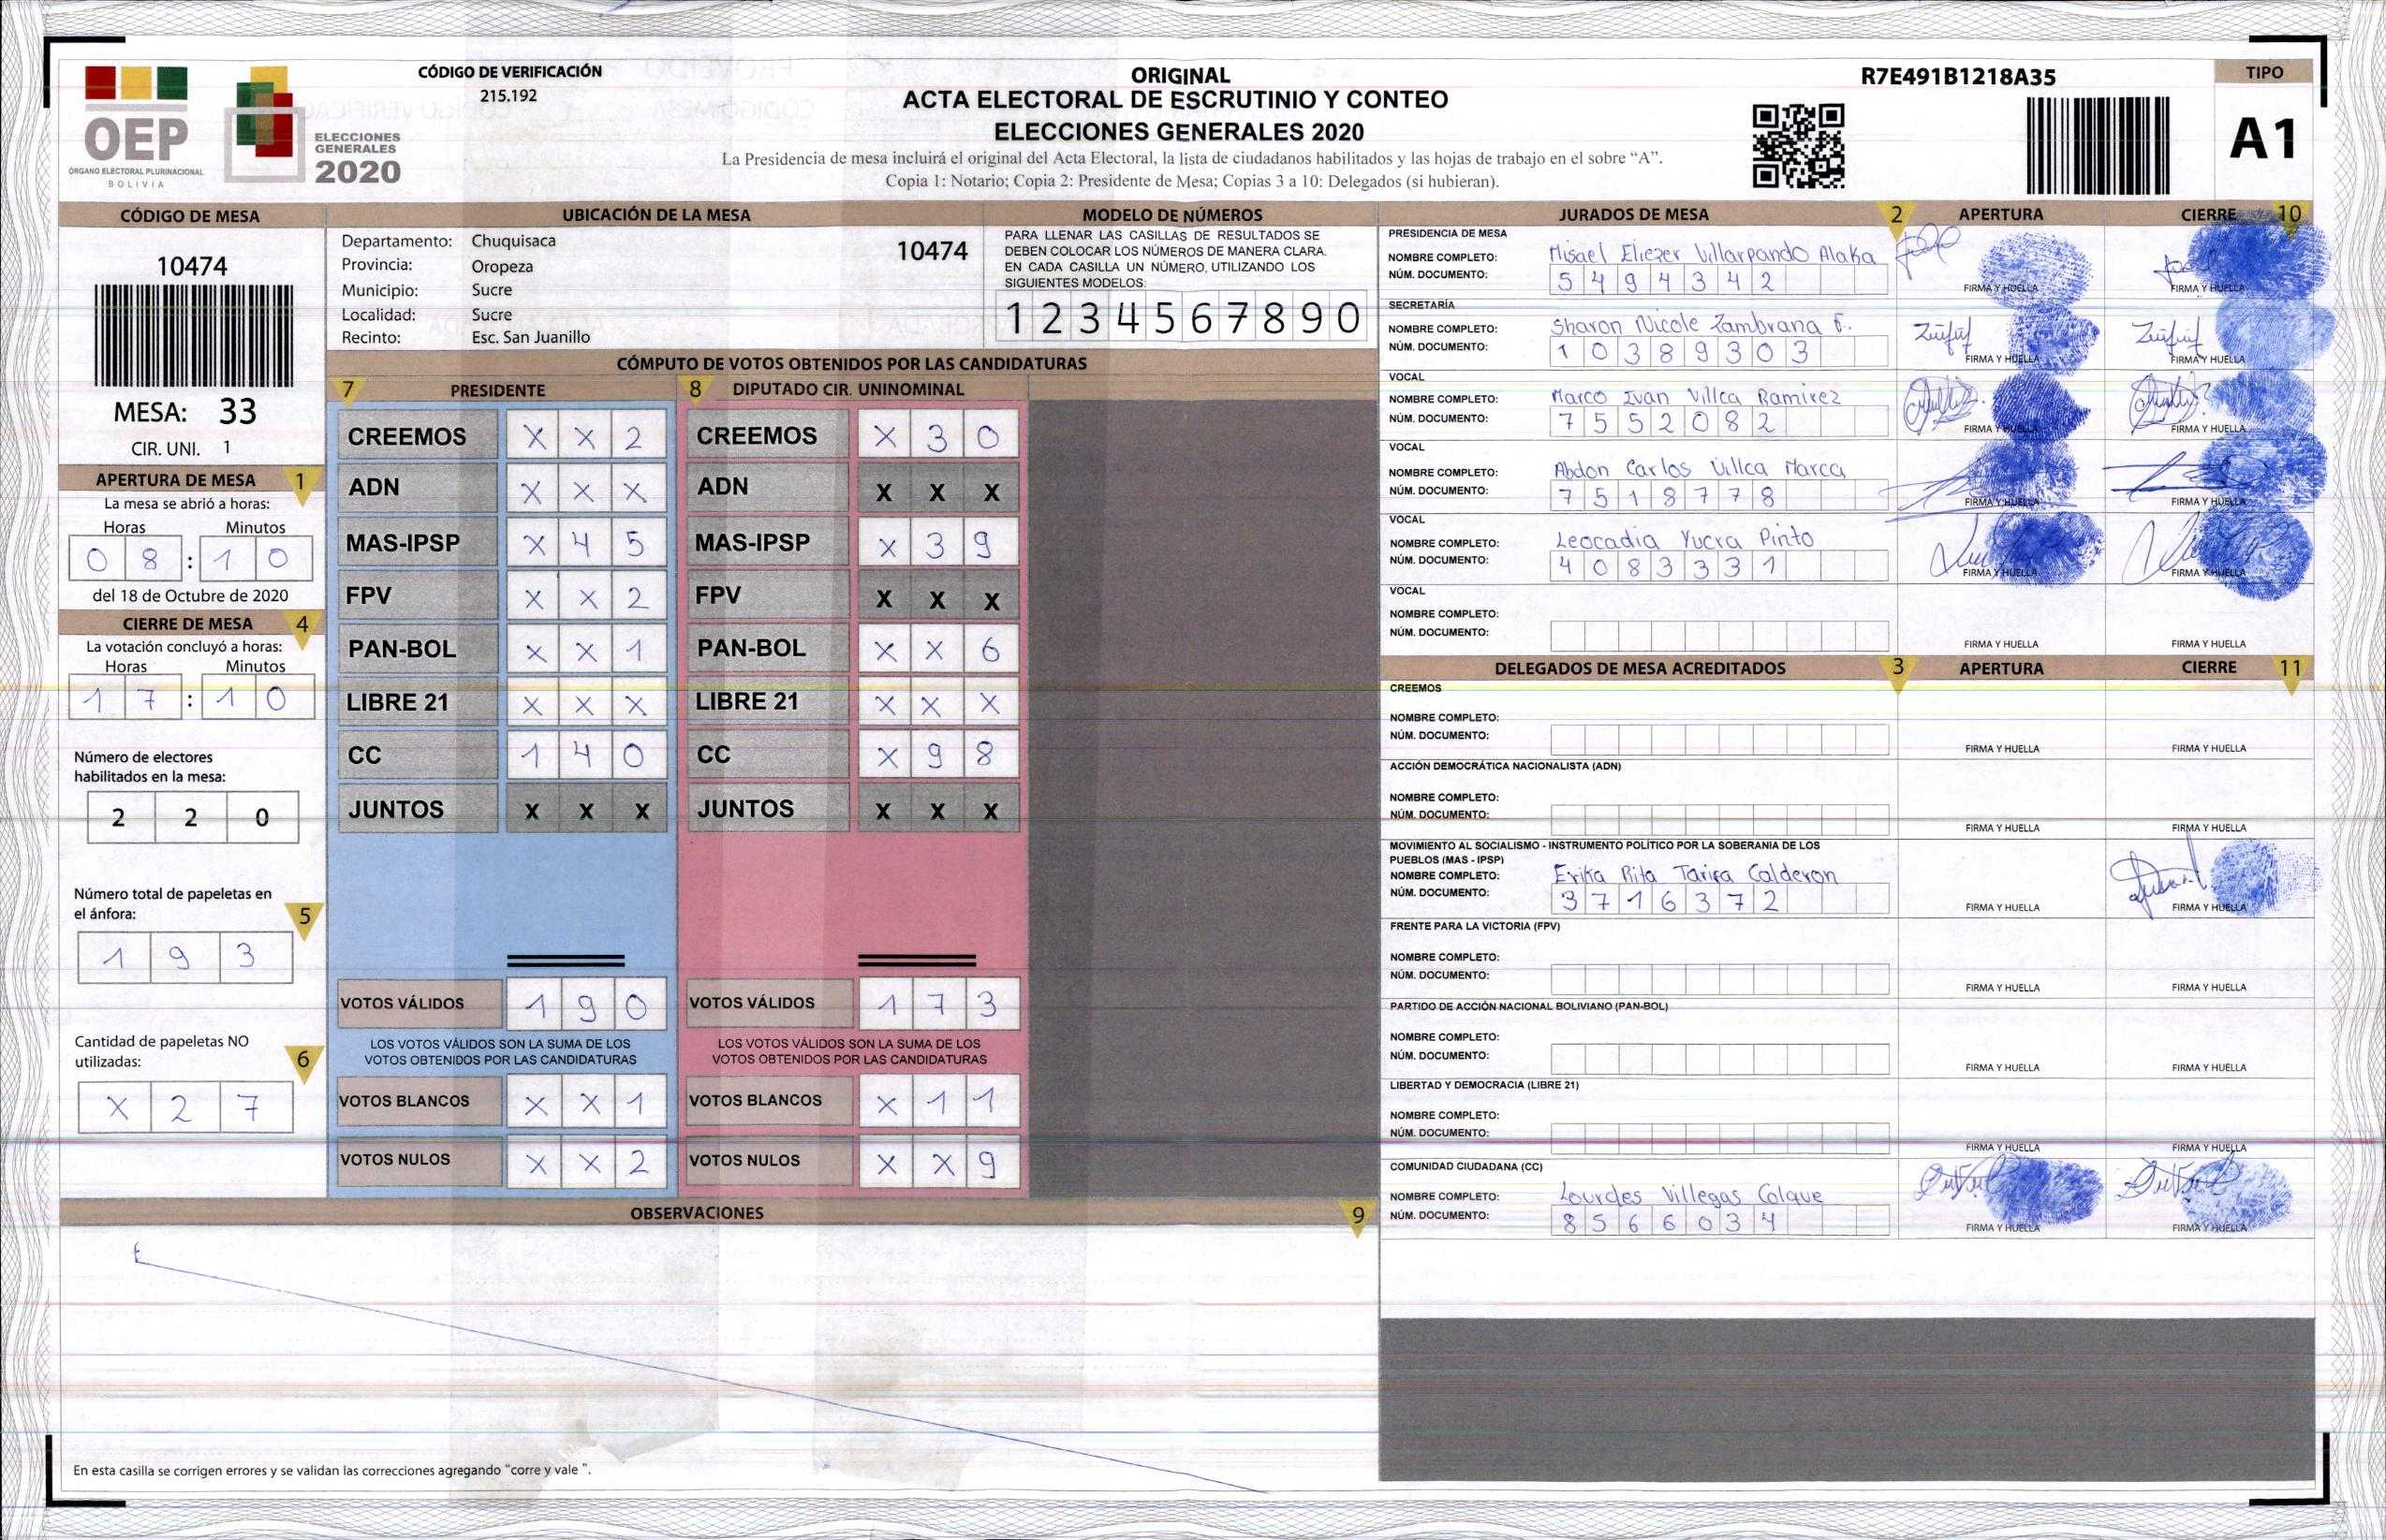 OEP
ÓRGANO ELECTORAL PLURINACIONAL
BOLIVIA
ELECCIONES
GENERALES
2020
CÓDIGO DE VERIFICACIÓN
215.192
ORIGINAL
ACTA ELECTORAL DE ESCRUTINIO Y CONTEO
ELECCIONES GENERALES 2020
La Presidencia de mesa incluirá el original del Acta Electoral, la lista de ciudadanos habilitados y las hojas de trabajo en el sobre “A”.
Copia 1: Notario; Copia 2: Presidente de Mesa; Copias 3 a 10: Delegados (si hubieran).
R7E491B1218A35
TIPO
A1
CÓDIGO DE MESA
10474
MESA: 33
CIR. UNI. 1
APERTURA DE MESA 1
La mesa se abrió a horas:
Horas Minutos
0 8 : 1 0
del 18 de Octubre de 2020
CIERRE DE MESA 4
La votación concluyó a horas:
Horas Minutos
1 7 : 1 0
Número de electores
habilitados en la mesa:
2 2 0
Número total de papeletas en
el ánfora: 5
1 9 3
Cantidad de papeletas NO
utilizadas: 6
X 2 7
UBICACIÓN DE LA MESA
Departamento: Chuquisaca
Provincia: Oropeza
Municipio: Sucre
Localidad: Sucre
Recinto: Esc. San Juanillo
10474
MODELO DE NÚMEROS
PARA LLENAR LAS CASILLAS DE RESULTADOS SE
DEBEN COLOCAR LOS NÚMEROS DE MANERA CLARA.
EN CADA CASILLA UN NÚMERO, UTILIZANDO LOS
SIGUIENTES MODELOS:
1 2 3 4 5 6 7 8 9 0
CÓMPUTO DE VOTOS OBTENIDOS POR LAS CANDIDATURAS
7 PRESIDENTE
CREEMOS X X 2
ADN X X X
MAS-IPSP X 4 5
FPV X X 2
PAN-BOL X X 1
LIBRE 21 X X X
CC 1 4 0
JUNTOS X X X
VOTOS VÁLIDOS 1 9 0
LOS VOTOS VÁLIDOS SON LA SUMA DE LOS
VOTOS OBTENIDOS POR LAS CANDIDATURAS
VOTOS BLANCOS X X 1
VOTOS NULOS X X 2
8 DIPUTADO CIR. UNINOMINAL
CREEMOS X 3 0
ADN X X X
MAS-IPSP X 3 9
FPV X X X
PAN-BOL X X 6
LIBRE 21 X X X
CC X 9 8
JUNTOS X X X
VOTOS VÁLIDOS 1 7 3
LOS VOTOS VÁLIDOS SON LA SUMA DE LOS
VOTOS OBTENIDOS POR LAS CANDIDATURAS
VOTOS BLANCOS X 1 1
VOTOS NULOS X X 9
OBSERVACIONES 9
En esta casilla se corrigen errores y se validan las correcciones agregando “corre y vale ”.
JURADOS DE MESA 2 APERTURA CIERRE 10
PRESIDENCIA DE MESA
NOMBRE COMPLETO: Misael Eliezer Villarpando Alaka
NÚM. DOCUMENTO: 5 4 9 4 3 4 2
FIRMA Y HUELLA FIRMA Y HUELLA
SECRETARÍA
NOMBRE COMPLETO: Sharon Nicole Zambrana
NÚM. DOCUMENTO: 1 0 3 8 9 3 0 3
FIRMA Y HUELLA FIRMA Y HUELLA
VOCAL
NOMBRE COMPLETO: Marco Ivan Villca Ramirez
NÚM. DOCUMENTO: 7 5 5 2 0 8 2
FIRMA Y HUELLA FIRMA Y HUELLA
VOCAL
NOMBRE COMPLETO: Abdon Carlos Villca Marca
NÚM. DOCUMENTO: 7 5 1 8 7 7 8
FIRMA Y HUELLA FIRMA Y HUELLA
VOCAL
NOMBRE COMPLETO: Leocadia Yucra Pinto
NÚM. DOCUMENTO: 4 0 8 3 3 3 1
FIRMA Y HUELLA FIRMA Y HUELLA
VOCAL
NOMBRE COMPLETO:
NÚM. DOCUMENTO:
FIRMA Y HUELLA FIRMA Y HUELLA
DELEGADOS DE MESA ACREDITADOS 3 APERTURA CIERRE 11
CREEMOS
NOMBRE COMPLETO:
NÚM. DOCUMENTO:
FIRMA Y HUELLA FIRMA Y HUELLA
ACCIÓN DEMOCRÁTICA NACIONALISTA (ADN)
NOMBRE COMPLETO:
NÚM. DOCUMENTO:
FIRMA Y HUELLA FIRMA Y HUELLA
MOVIMIENTO AL SOCIALISMO - INSTRUMENTO POLÍTICO POR LA SOBERANIA DE LOS
PUEBLOS (MAS - IPSP)
NOMBRE COMPLETO: Erika Rita Tarifa Calderon
NÚM. DOCUMENTO: 3 7 1 6 3 7 2
FIRMA Y HUELLA FIRMA Y HUELLA
FRENTE PARA LA VICTORIA (FPV)
NOMBRE COMPLETO:
NÚM. DOCUMENTO:
FIRMA Y HUELLA FIRMA Y HUELLA
PARTIDO DE ACCIÓN NACIONAL BOLIVIANO (PAN-BOL)
NOMBRE COMPLETO:
NÚM. DOCUMENTO:
FIRMA Y HUELLA FIRMA Y HUELLA
LIBERTAD Y DEMOCRACIA (LIBRE 21)
NOMBRE COMPLETO:
NÚM. DOCUMENTO:
FIRMA Y HUELLA FIRMA Y HUELLA
COMUNIDAD CIUDADANA (CC)
NOMBRE COMPLETO: Lourdes Villegas Colque
NÚM. DOCUMENTO: 8 5 6 6 0 3 4
FIRMA Y HUELLA FIRMA Y HUELLA